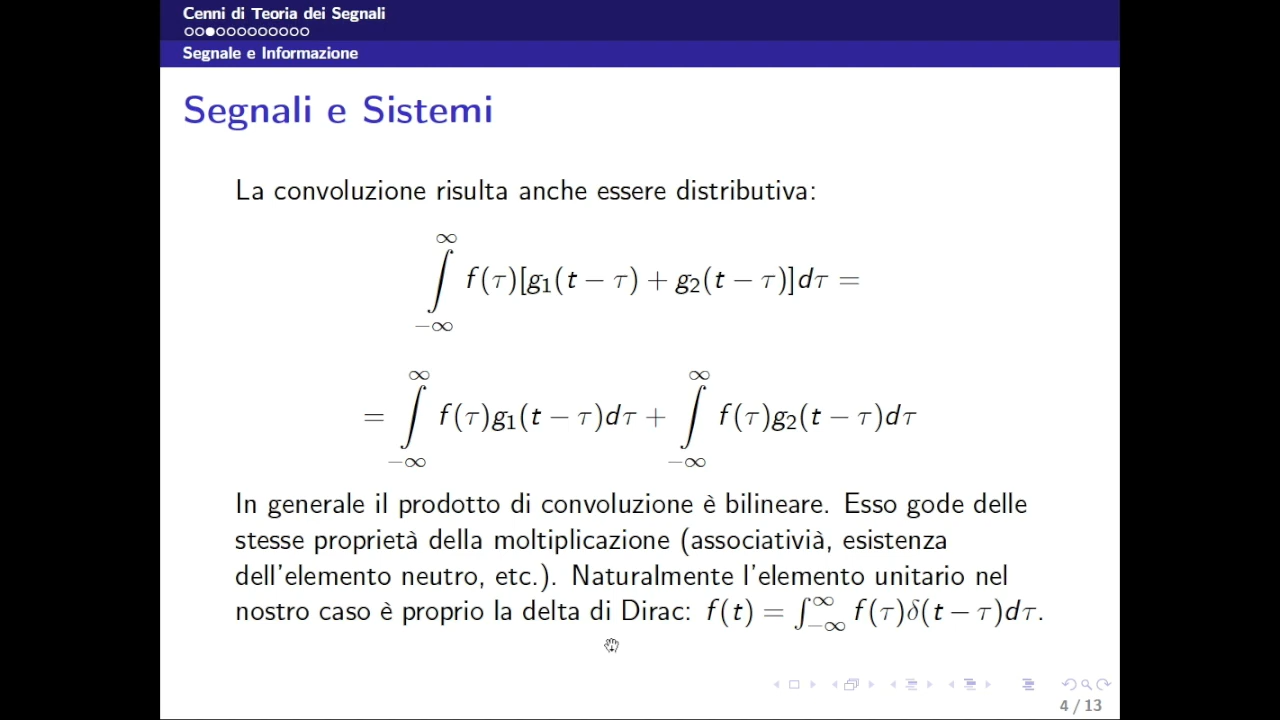 Cenni di Teoria dei Segnali
Segnale e Informazione
Segnali e Sistemi
La convoluzione risulta anche essere distributiva:
∫_{−∞}^{∞} f(τ)[g₁(t − τ) + g₂(t − τ)]dτ =
= ∫_{−∞}^{∞} f(τ)g₁(t − τ)dτ + ∫_{−∞}^{∞} f(τ)g₂(t − τ)dτ
In generale il prodotto di convoluzione è bilineare. Esso gode delle
stesse proprietà della moltiplicazione (associativià, esistenza
dell'elemento neutro, etc.). Naturalmente l'elemento unitario nel
nostro caso è proprio la delta di Dirac: f(t) = ∫_{−∞}^{∞} f(τ)δ(t − τ)dτ.
4 / 13